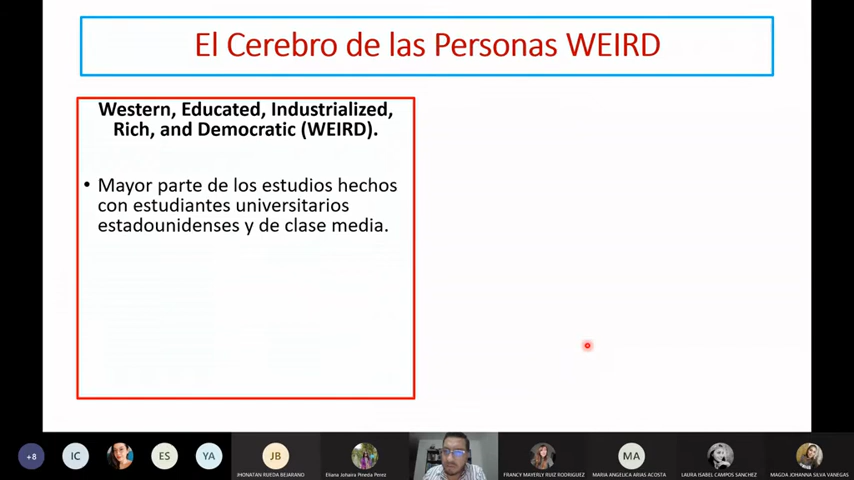 El Cerebro de las Personas WEIRD
Western, Educated, Industrialized,
Rich, and Democratic (WEIRD).
• Mayor parte de los estudios hechos
con estudiantes universitarios
estadounidenses y de clase media.
+8
IC
ES
YA
JB
MA
JHONATAN RUEDA BEJARANO
Eliana Johaira Pineda Perez
FRANCY MAYERLY RUIZ RODRIGUEZ
MARIA ANGELICA ARIAS ACOSTA
LAURA ISABEL CAMPOS SANCHEZ
MAGDA JOHANNA SILVA VANEGAS